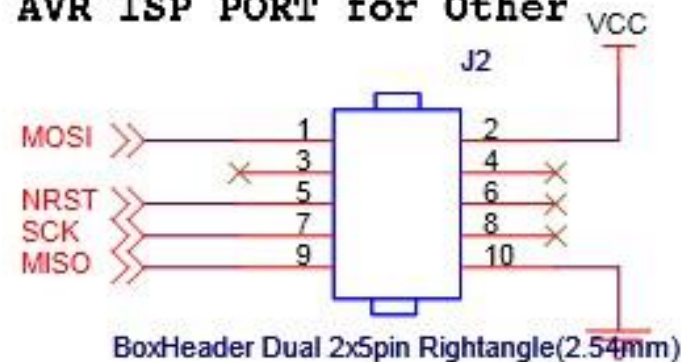 AVR ISP PORT for Other
VCC
J2
MOSI 1 2
3 4
NRST 5 6
SCK 7 8
MISO 9 10
BoxHeader Dual 2x5pin Rightangle(2.54mm)